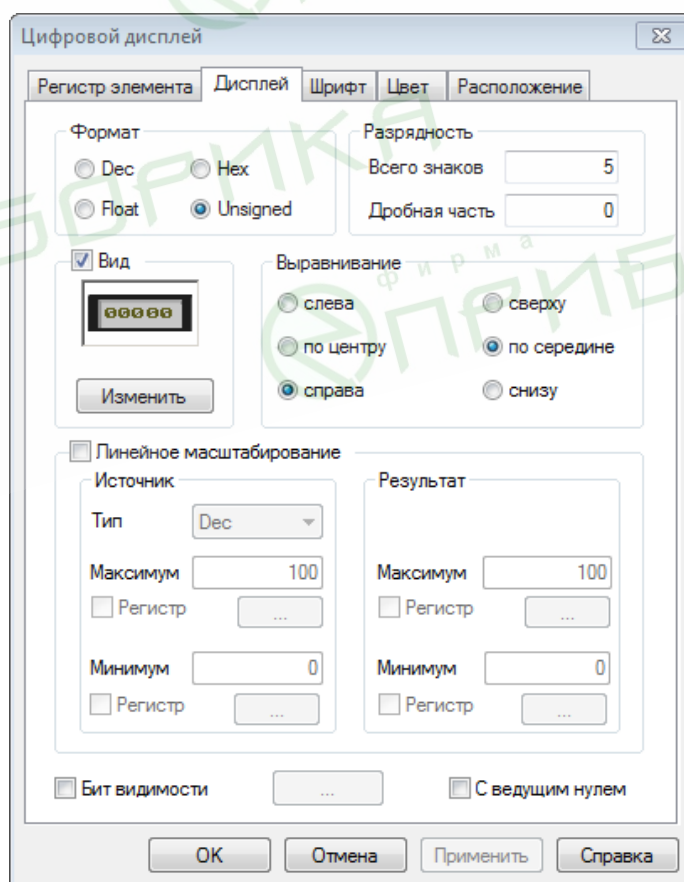 Цифровой дисплей
Регистр элемента Дисплей Шрифт Цвет Расположение
Формат Разрядность
Dec Hex Всего знаков 5
Float Unsigned Дробная часть 0
Вид Выравнивание
фирма
слева сверху
00000
по центру по середине
Изменить справа снизу
Линейное масштабирование
Источник Результат
Тип Dec
Максимум 100 Максимум 100
Регистр ... Регистр ...
Минимум 0 Минимум 0
Регистр ... Регистр ...
Бит видимости ... С ведущим нулем
OK Отмена Применить Справка